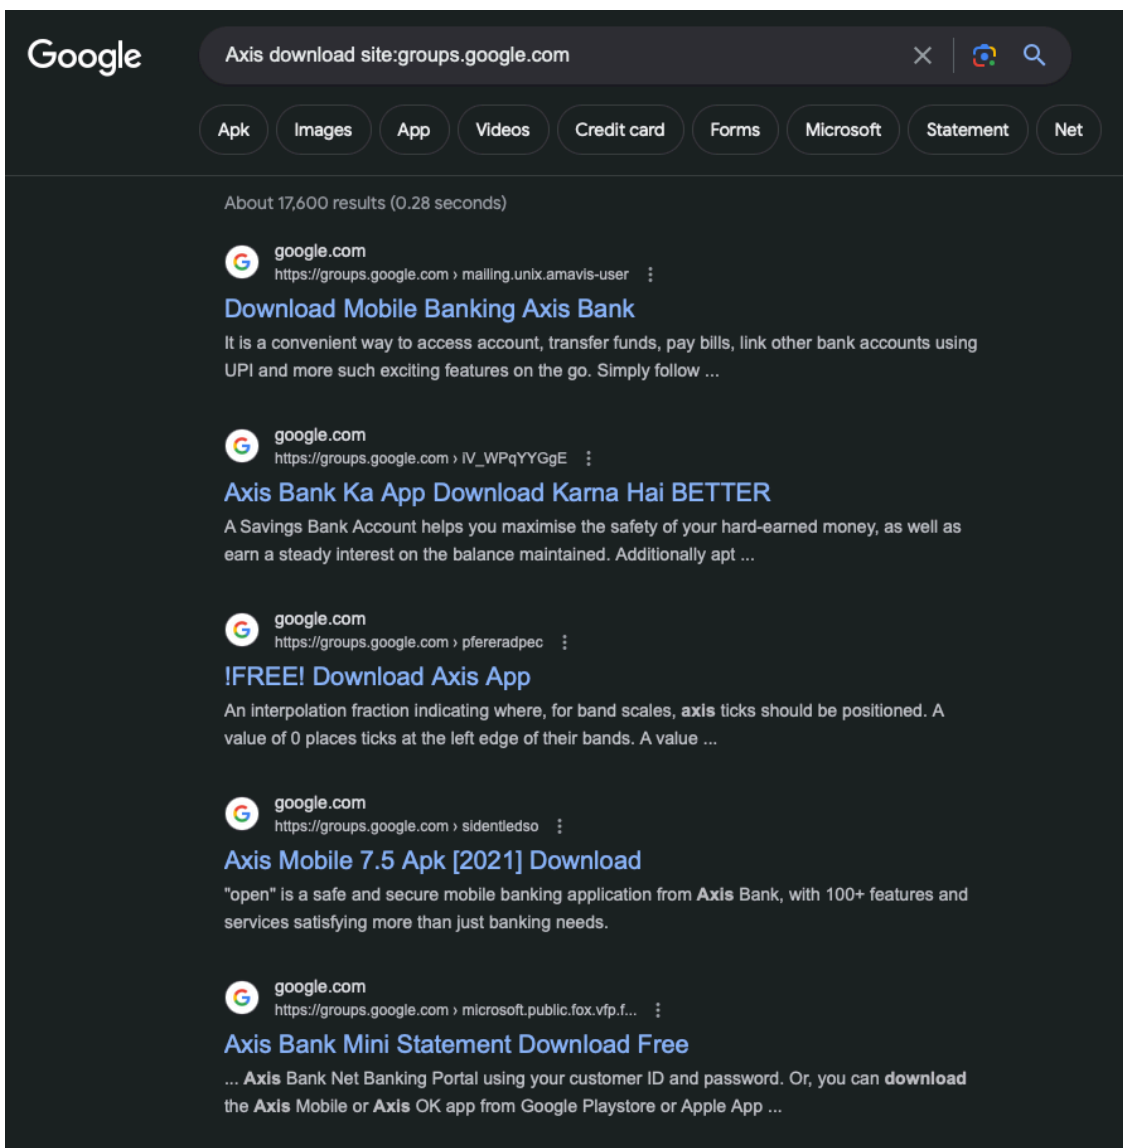 Google
Axis download site:groups.google.com
Apk
Images
App
Videos
Credit card
Forms
Microsoft
Statement
Net
About 17,600 results (0.28 seconds)
google.com
https://groups.google.com › mailing.unix.amavis-user
Download Mobile Banking Axis Bank
It is a convenient way to access account, transfer funds, pay bills, link other bank accounts using
UPI and more such exciting features on the go. Simply follow ...
google.com
https://groups.google.com › iV_WPqYYGgE
Axis Bank Ka App Download Karna Hai BETTER
A Savings Bank Account helps you maximise the safety of your hard-earned money, as well as
earn a steady interest on the balance maintained. Additionally apt ...
google.com
https://groups.google.com › pfereradpec
!FREE! Download Axis App
An interpolation fraction indicating where, for band scales, axis ticks should be positioned. A
value of 0 places ticks at the left edge of their bands. A value ...
google.com
https://groups.google.com › sidentledso
Axis Mobile 7.5 Apk [2021] Download
"open" is a safe and secure mobile banking application from Axis Bank, with 100+ features and
services satisfying more than just banking needs.
google.com
https://groups.google.com › microsoft.public.fox.vfp.f...
Axis Bank Mini Statement Download Free
... Axis Bank Net Banking Portal using your customer ID and password. Or, you can download
the Axis Mobile or Axis OK app from Google Playstore or Apple App ...